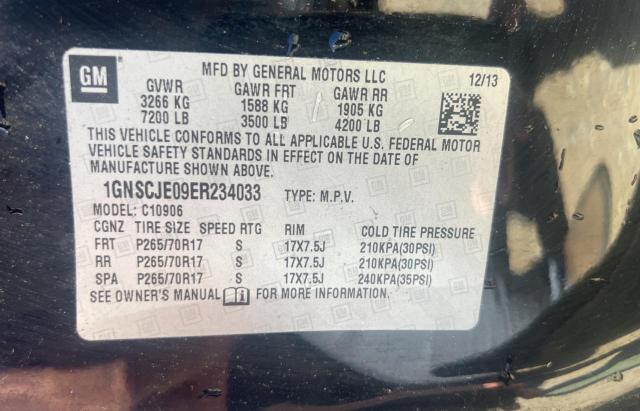 GM
MFD BY GENERAL MOTORS LLC 12/13
GVWR GAWR FRT GAWR RR
3266 KG 1588 KG 1905 KG
7200 LB 3500 LB 4200 LB
THIS VEHICLE CONFORMS TO ALL APPLICABLE U.S. FEDERAL MOTOR
VEHICLE SAFETY STANDARDS IN EFFECT ON THE DATE OF
MANUFACTURE SHOWN ABOVE.
1GNSCJE09ER234033 TYPE: M.P.V.
MODEL: C10906
CGNZ TIRE SIZE SPEED RTG RIM COLD TIRE PRESSURE
FRT P265/70R17 S 17X7.5J 210KPA(30PSI)
RR P265/70R17 S 17X7.5J 210KPA(30PSI)
SPA P265/70R17 S 17X7.5J 240KPA(35PSI)
SEE OWNER'S MANUAL FOR MORE INFORMATION.